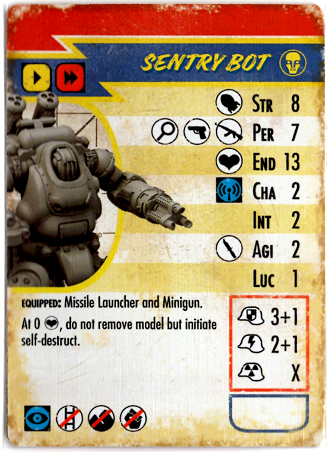 SENTRY BOT
STR 8
PER 7
END 13
CHA 2
INT 2
AGI 2
LUC 1
EQUIPPED: Missile Launcher and Minigun.
At 0 , do not remove model but initiate
self-destruct.
3+1
2+1
X